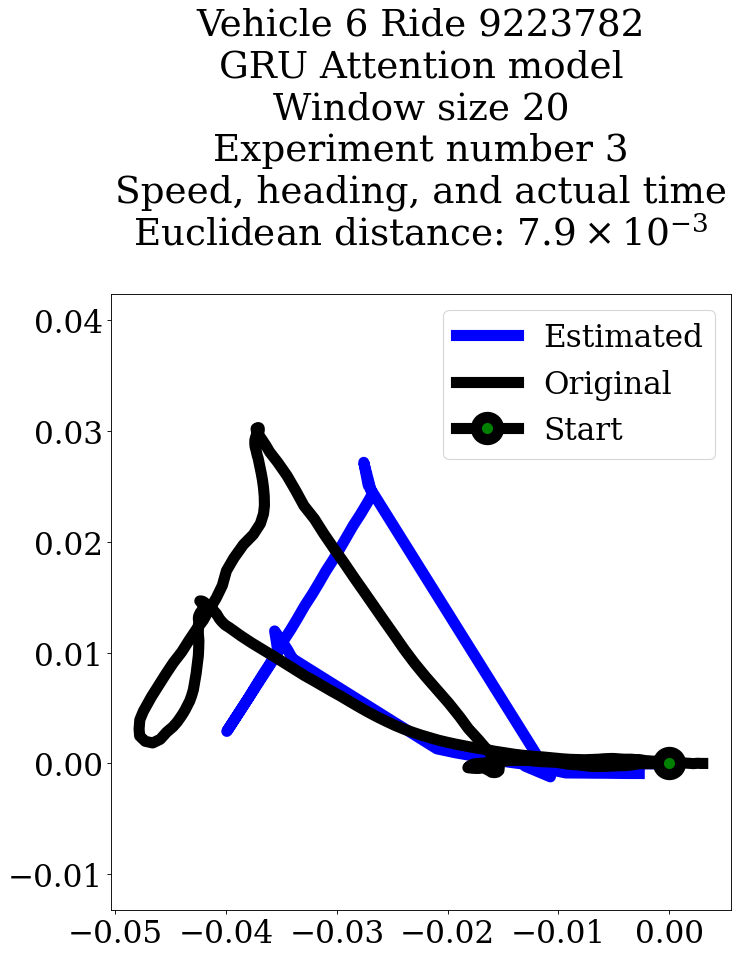 Vehicle 6 Ride 9223782
GRU Attention model
Window size 20
Experiment number 3
Speed, heading, and actual time
Euclidean distance: 7.9 × 10⁻³
Estimated
Original
Start
0.04
0.03
0.02
0.01
0.00
−0.01
−0.05 −0.04 −0.03 −0.02 −0.01 0.00